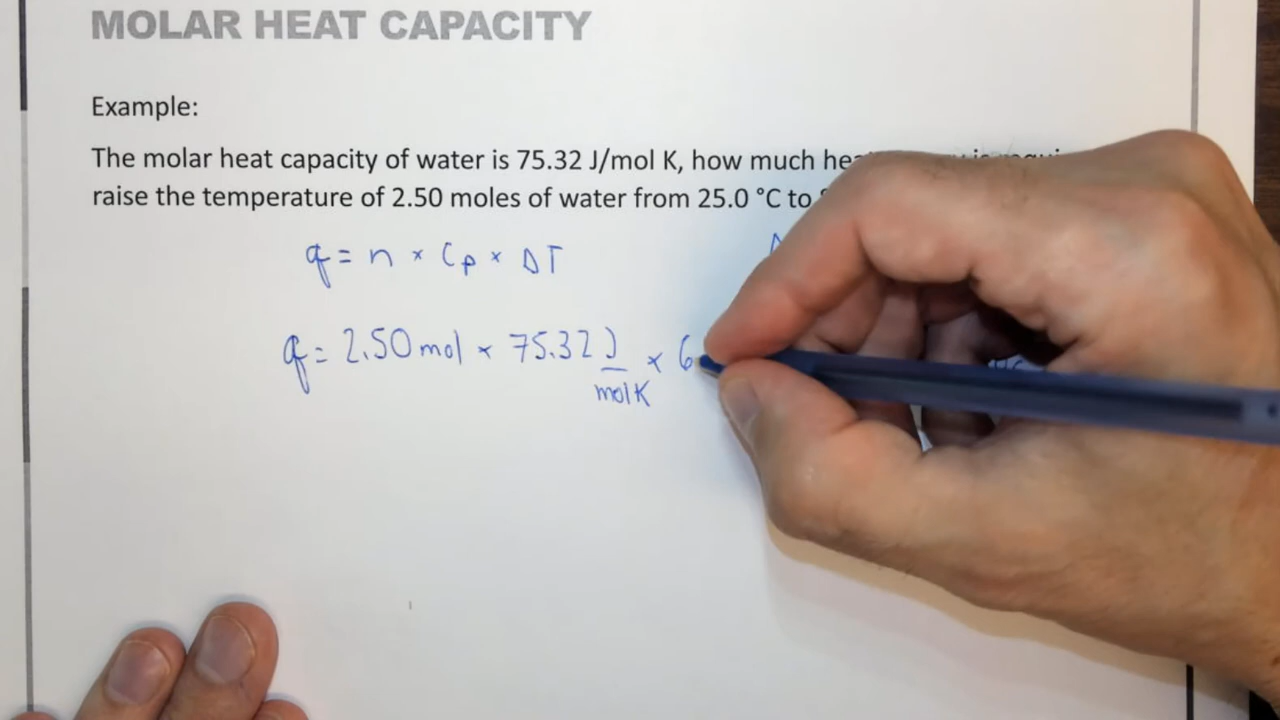 MOLAR HEAT CAPACITY
Example:
The molar heat capacity of water is 75.32 J/mol K, how much
raise the temperature of 2.50 moles of water from 25.0 °C to
q = n × Cp × ΔT
q = 2.50 mol × 75.32 J/mol K × 6